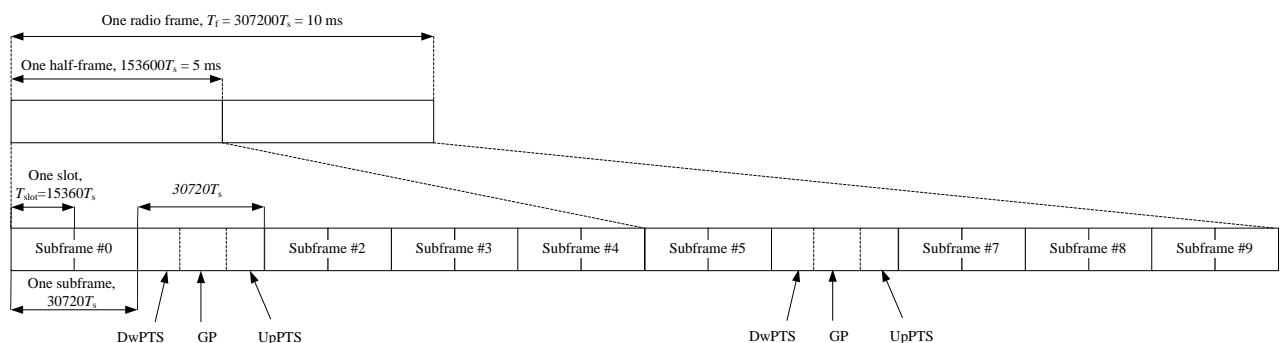 One radio frame, Tf = 307200Ts = 10 ms
One half-frame, 153600Ts = 5 ms
One slot,
Tslot=15360Ts
30720Ts
Subframe #0
Subframe #2
Subframe #3
Subframe #4
Subframe #5
Subframe #7
Subframe #8
Subframe #9
One subframe,
30720Ts
DwPTS
GP
UpPTS
DwPTS
GP
UpPTS